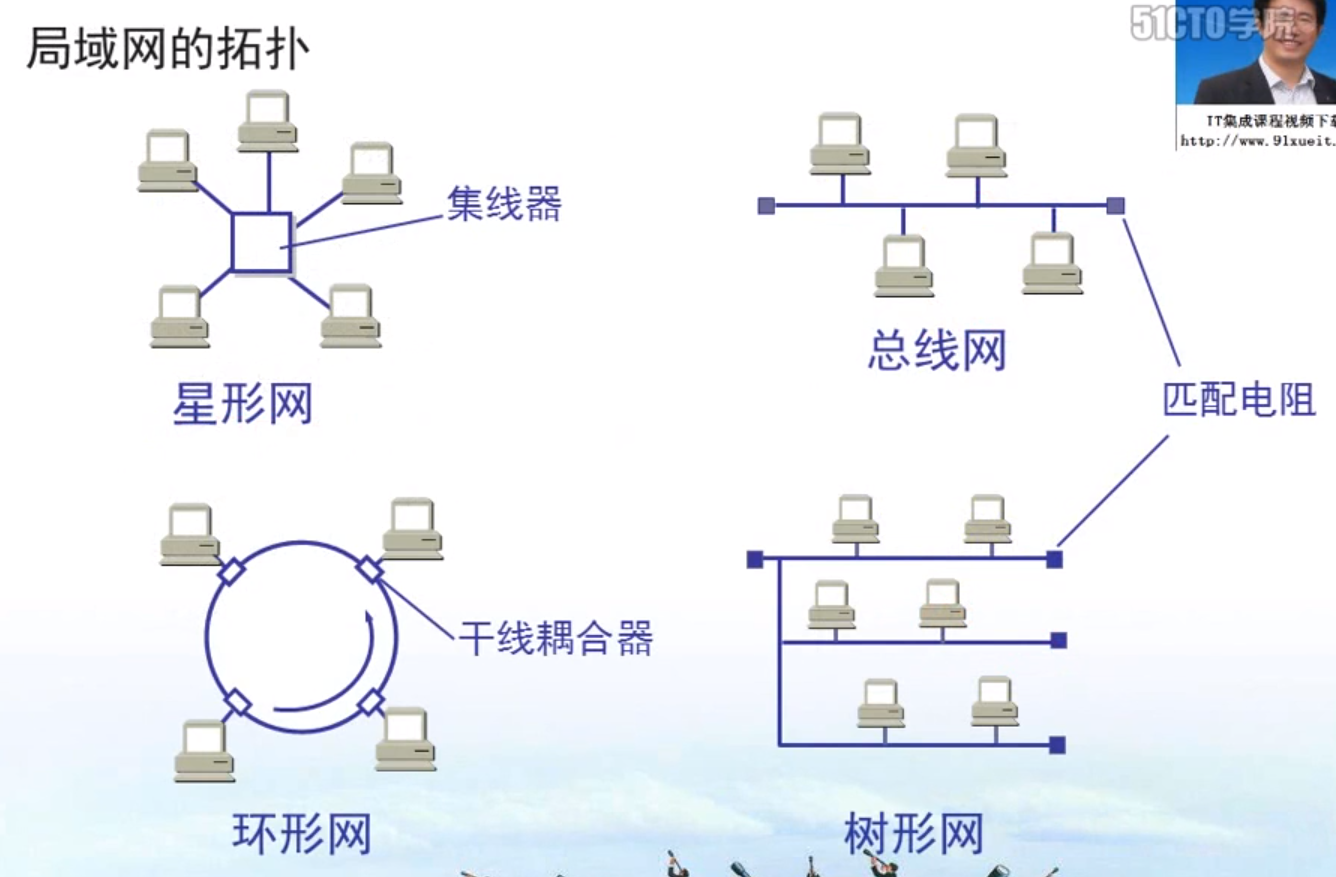 局域网的拓扑
51CTO学院
IT集成课程视频下载
http://www.91xueit.
集线器
星形网
总线网
匹配电阻
干线耦合器
环形网
树形网